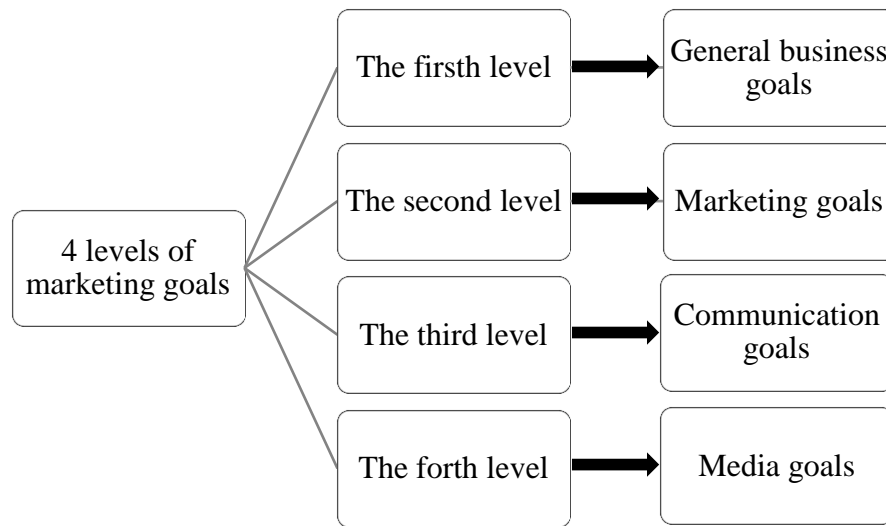 4 levels of
marketing goals
The firsth level
General business
goals
The second level
Marketing goals
The third level
Communication
goals
The forth level
Media goals